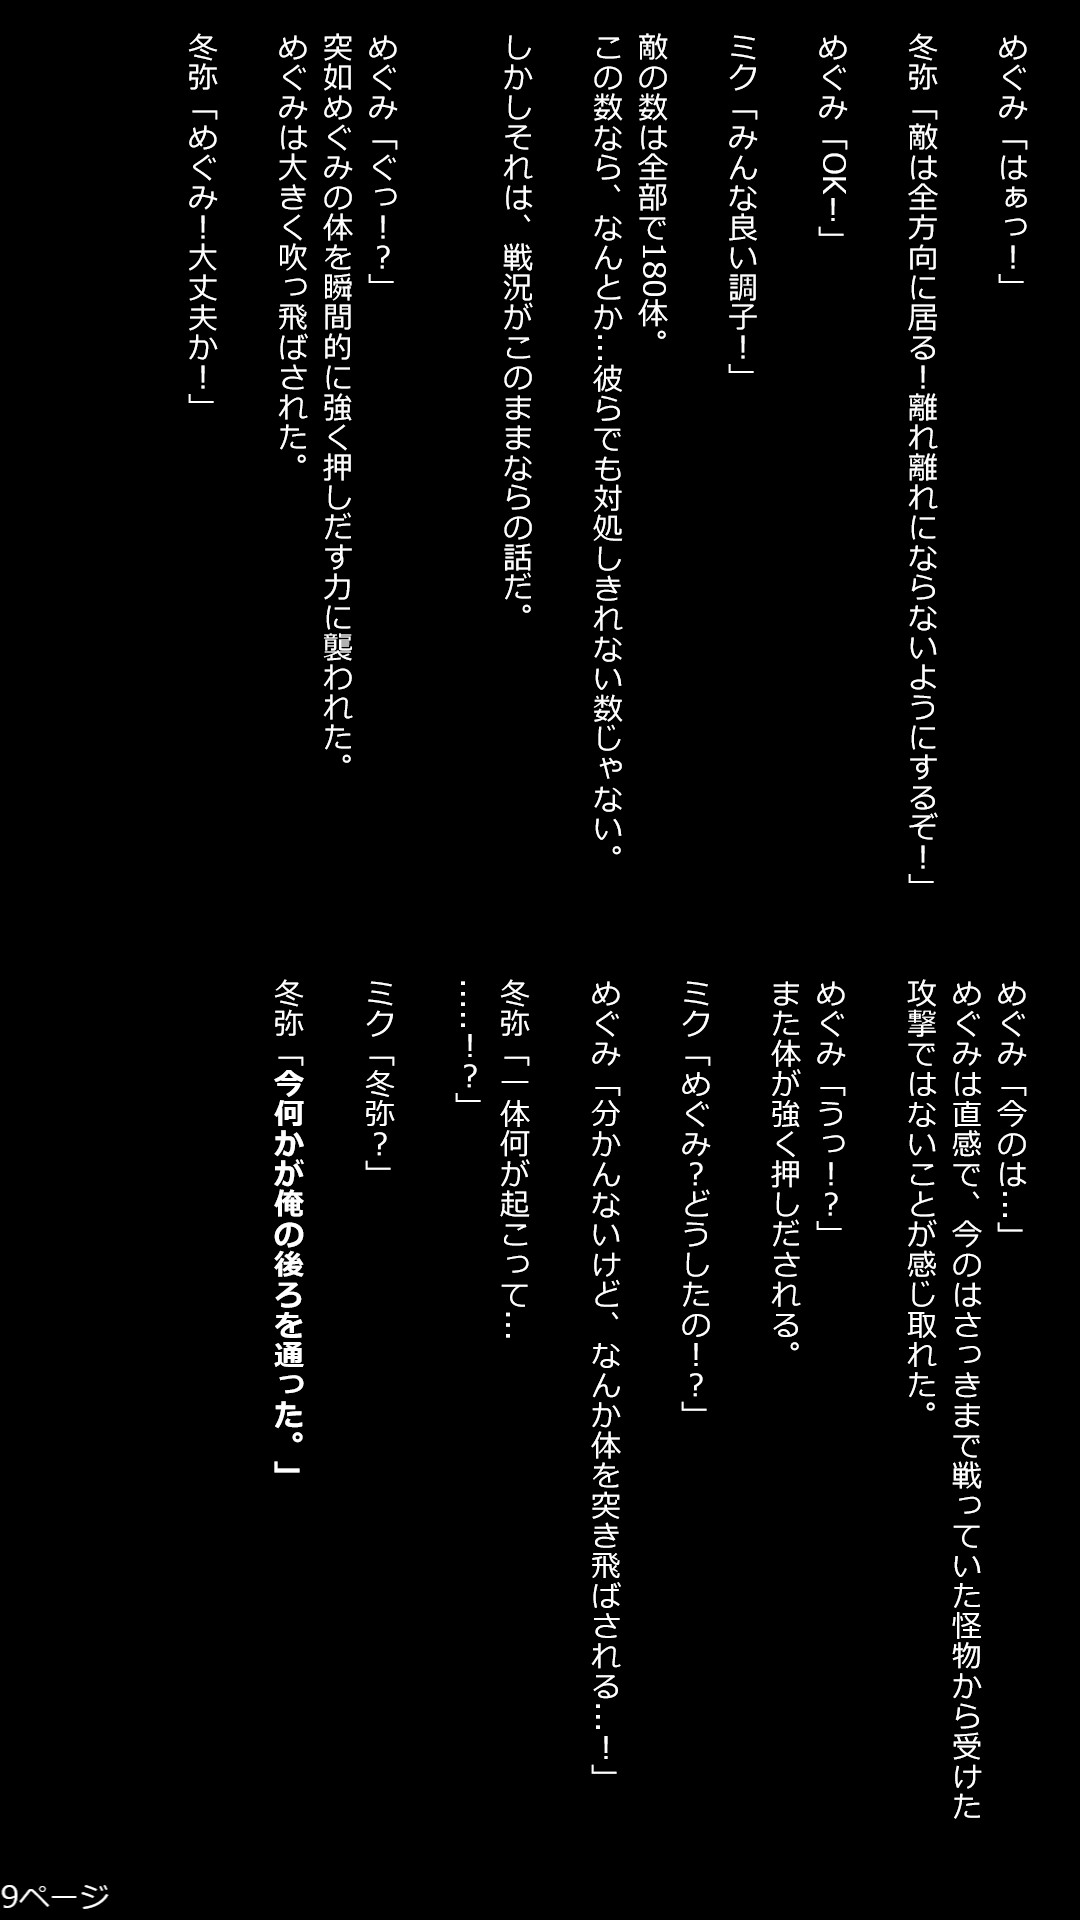 めぐみ「はぁっ！」
冬弥「敵は全方向に居る！離れ離れにならないようにするぞ！」
めぐみ「OK！」
ミク「みんな良い調子！」
敵の数は全部で180体。
この数なら、なんとか…彼らでも対処しきれない数じゃない。
しかしそれは、戦況がこのままならの話だ。
めぐみ「ぐっ！？」
突如めぐみの体を瞬間的に強く押しだす力に襲われた。
めぐみは大きく吹っ飛ばされた。
冬弥「めぐみ！大丈夫か！」
めぐみ「今のは…」
めぐみは直感で、今のはさっきまで戦っていた怪物から受けた
攻撃ではないことが感じ取れた。
めぐみ「うっ！？」
また体が強く押しだされる。
ミク「めぐみ？どうしたの！？」
めぐみ「分かんないけど、なんか体を突き飛ばされる…！」
冬弥「一体何が起こって…
……！？」
ミク「冬弥？」
冬弥「今何かが俺の後ろを通った。」
9ページ